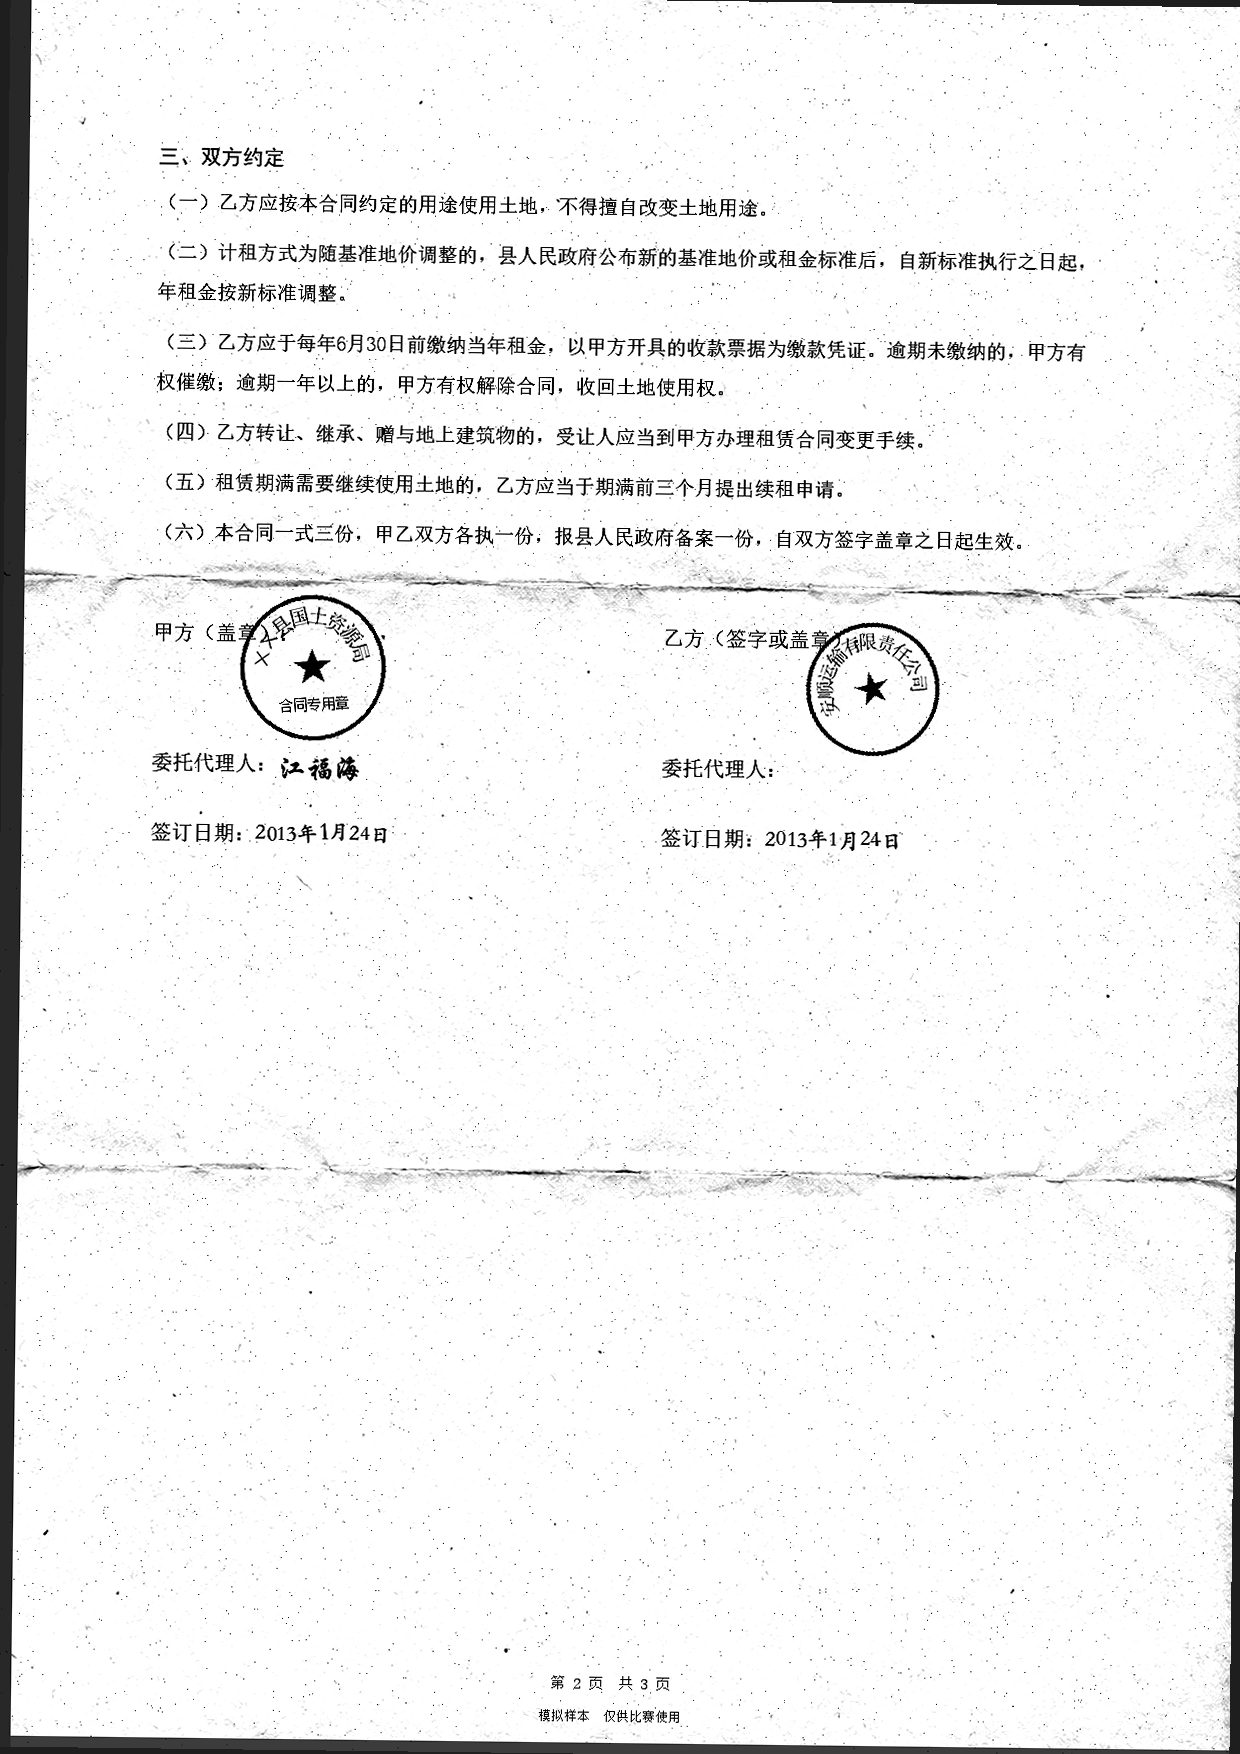 三、双方约定
（一）乙方应按本合同约定的用途使用土地，不得擅自改变土地用途。
（二）计租方式为随基准地价调整的，县人民政府公布新的基准地价或租金标准后，自新标准执行之日起，
年租金按新标准调整。
（三）乙方应于每年6月30日前缴纳当年租金，以甲方开具的收款票据为缴款凭证。逾期未缴纳的，甲方有
权催缴；逾期一年以上的，甲方有权解除合同，收回土地使用权。
（四）乙方转让、继承、赠与地上建筑物的，受让人应当到甲方办理租赁合同变更手续。
（五）租赁期满需要继续使用土地的，乙方应当于期满前三个月提出续租申请。
（六）本合同一式三份，甲乙双方各执一份，报县人民政府备案一份，自双方签字盖章之日起生效。
甲方（盖章）：
××县国土资源局
合同专用章
乙方（签字或盖章）：
安顺运输有限责任公司
委托代理人：江福海
委托代理人：
签订日期：2013年1月24日
签订日期：2013年1月24日
第 2 页 共 3 页
模拟样本 仅供比赛使用